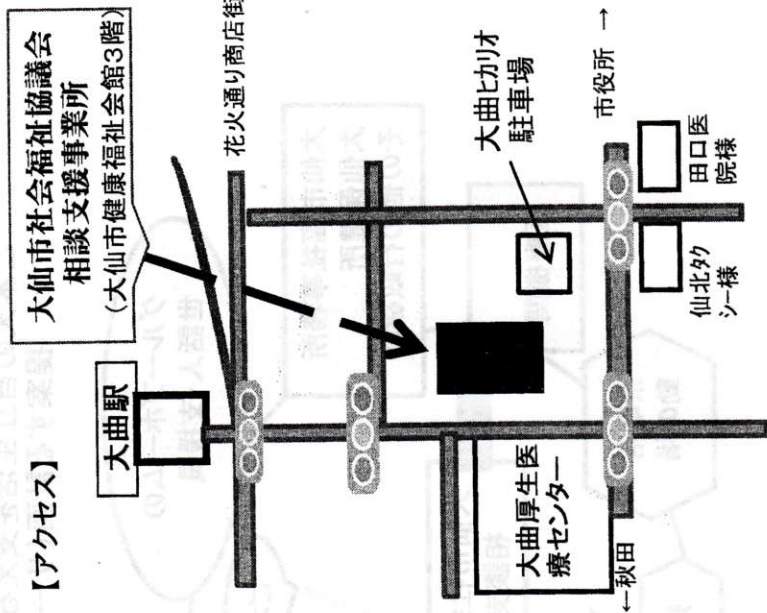 【アクセス】
大仙市社会福祉協議会
相談支援事業所
(大仙市健康福祉会館3階)
大曲駅
花火通り商店街
大曲ヒカリオ
駐車場
市役所 →
田口医
院様
仙北タク
シー様
大曲厚生医
療センター
←秋田